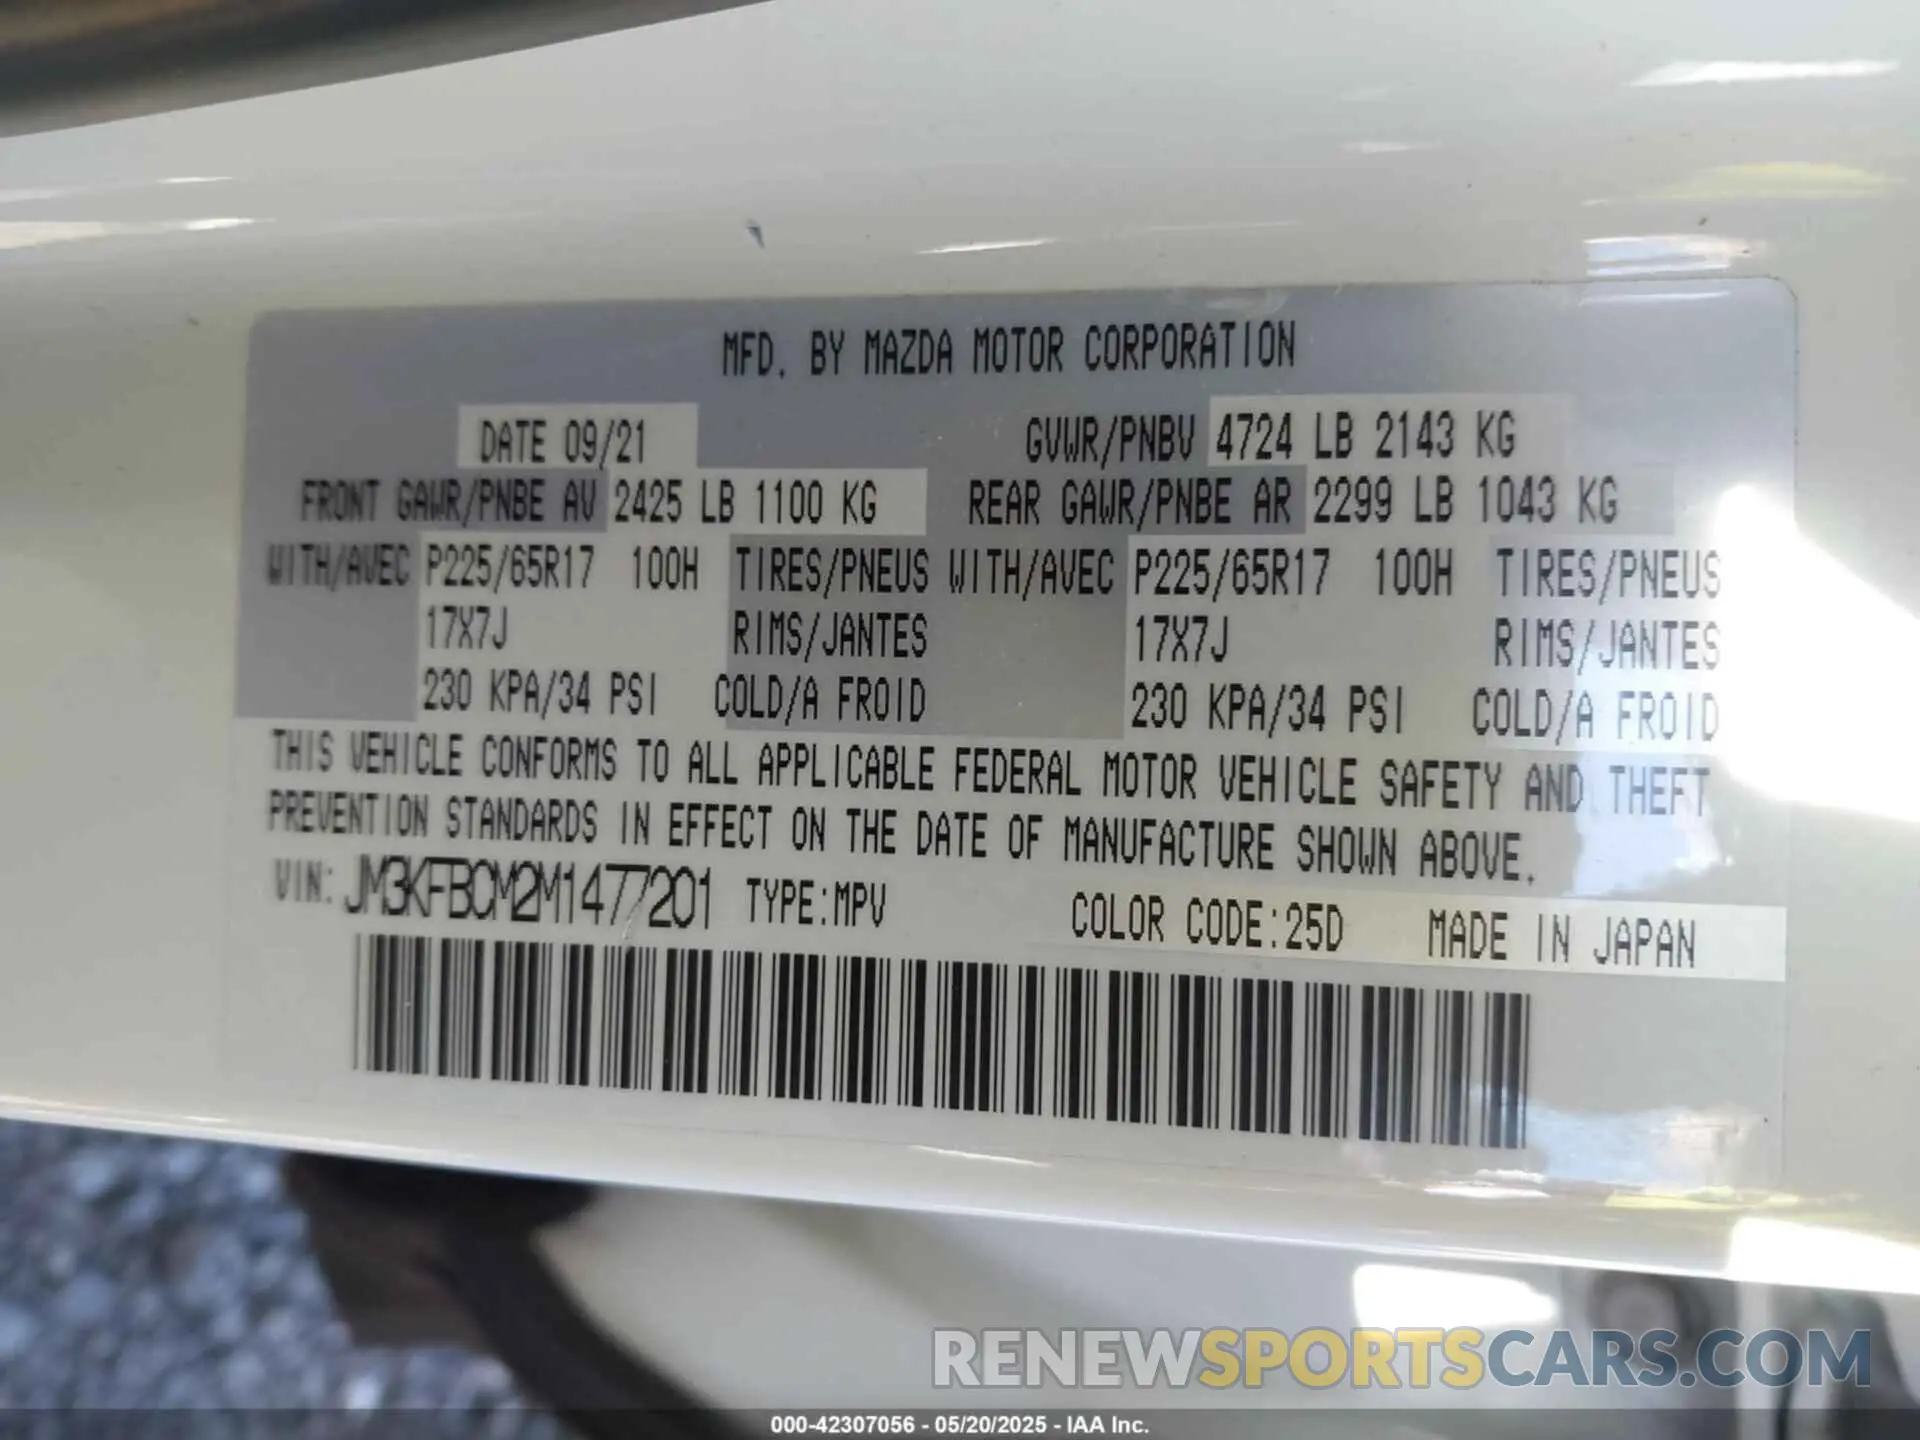 MFD. BY MAZDA MOTOR CORPORATION
DATE 09/21 GVWR/PNBV 4724 LB 2143 KG
FRONT GAWR/PNBE AV 2425 LB 1100 KG REAR GAWR/PNBE AR 2299 LB 1043 KG
WITH/AVEC P225/65R17 100H TIRES/PNEUS WITH/AVEC P225/65R17 100H TIRES/PNEUS
17X7J RIMS/JANTES 17X7J RIMS/JANTES
230 KPA/34 PSI COLD/A FROID 230 KPA/34 PSI COLD/A FROID
THIS VEHICLE CONFORMS TO ALL APPLICABLE FEDERAL MOTOR VEHICLE SAFETY AND THEFT
PREVENTION STANDARDS IN EFFECT ON THE DATE OF MANUFACTURE SHOWN ABOVE.
VIN: JM3KFBCM2M1477201 TYPE:MPV COLOR CODE:25D MADE IN JAPAN
RENEWSPORTSCARS.COM
000-42307056 - 05/20/2025 - IAA Inc.